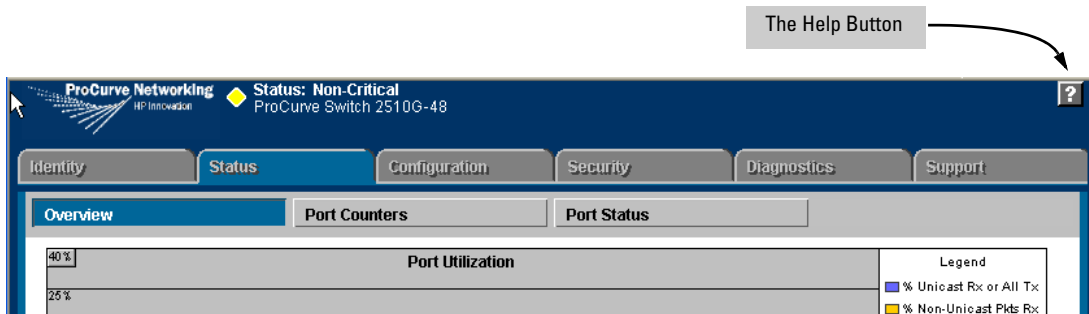 The Help Button
ProCurve Networking
HP Innovation
Status: Non-Critical
ProCurve Switch 2510G-48
?
Identity
Status
Configuration
Security
Diagnostics
Support
Overview
Port Counters
Port Status
40%
Port Utilization
Legend
25%
% Unicast Rx or All Tx
% Non-Unicast Pkts Rx